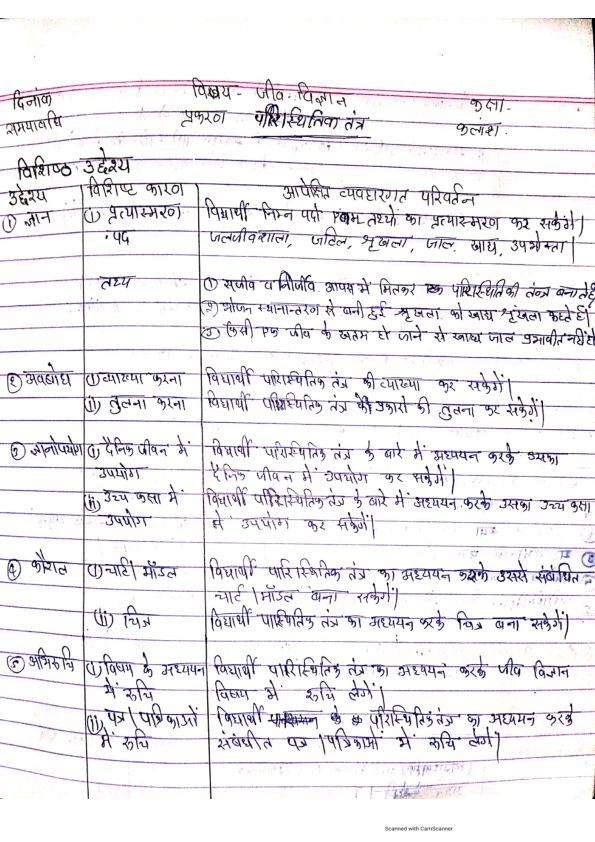 दिनांक विषय - जीव-विज्ञान कक्षा -
समयावधि प्रकरण पारिस्थितिक तंत्र कलांश .
विशिष्ठ उद्देश्य
उद्देश्य विशिष्ट कारण आपेक्षित व्यवहारगत परिवर्तन
① ज्ञान (i) प्रत्यास्मरण विद्यार्थी निम्न पदो एवम तथ्यो का प्रत्यास्मरण कर सकेंगे।
पद जलजीवशाला, जटिल, श्रृंखला, जाल, खाद्य, उपभोक्ता।
तथ्य ① सजीव व निर्जीव आपस मे मिलकर एक पारिस्थितिकी तंत्र बनाते है
② भोजन स्थानान्तरण से बनी हुई श्रृंखला को खाद्य श्रृंखला कहते है।
③ किसी एक जीव के खतम हो जाने से खाद्य जाल प्रभावीत नहीं हो
② अवबोध (i) व्याख्या करना विद्यार्थी पारिस्थितिक तंत्र की व्याख्या कर सकेगें।
(ii) तुलना करना विद्यार्थी पारिस्थितिक तंत्र के प्रकारो की तुलना कर सकेगें।
③ ज्ञानोपयोग (i) दैनिक जीवन में विद्यार्थी पारिस्थितिक तंत्र के बारे में अध्ययन करके उसका
उपयोग दैनिक जीवन में उपयोग कर सकेगें।
(ii) उच्च कक्षा में विद्यार्थी पारिस्थितिक तंत्र के बारे में अध्ययन करके उसका उच्च कक्षा
उपयोग में उपयोग कर सकेगें।
④ कौशल (i) चार्ट। मॉडल विद्यार्थी पारिस्थितिक तंत्र का अध्ययन करके उससे संबंधित
चार्ट।मॉडल बना सकेगें।
(ii) चित्र विद्यार्थी पारिस्थितिक तंत्र का अध्ययन करके चित्र बना सकेगें।
⑤ अभिरूचि (i) विषय के अध्ययन विद्यार्थी पारिस्थितिक तंत्र का अध्ययन करके जीव विज्ञान
में रूचि विषय में रूचि लेगें।
(ii) पत्र।पत्रिकाओं विद्यार्थी पारिस्थितिक तंत्र का अध्ययन करके
में रूचि संबंधीत पत्र।पत्रिकाओं में रूचि लेगें।
Scanned with CamScanner